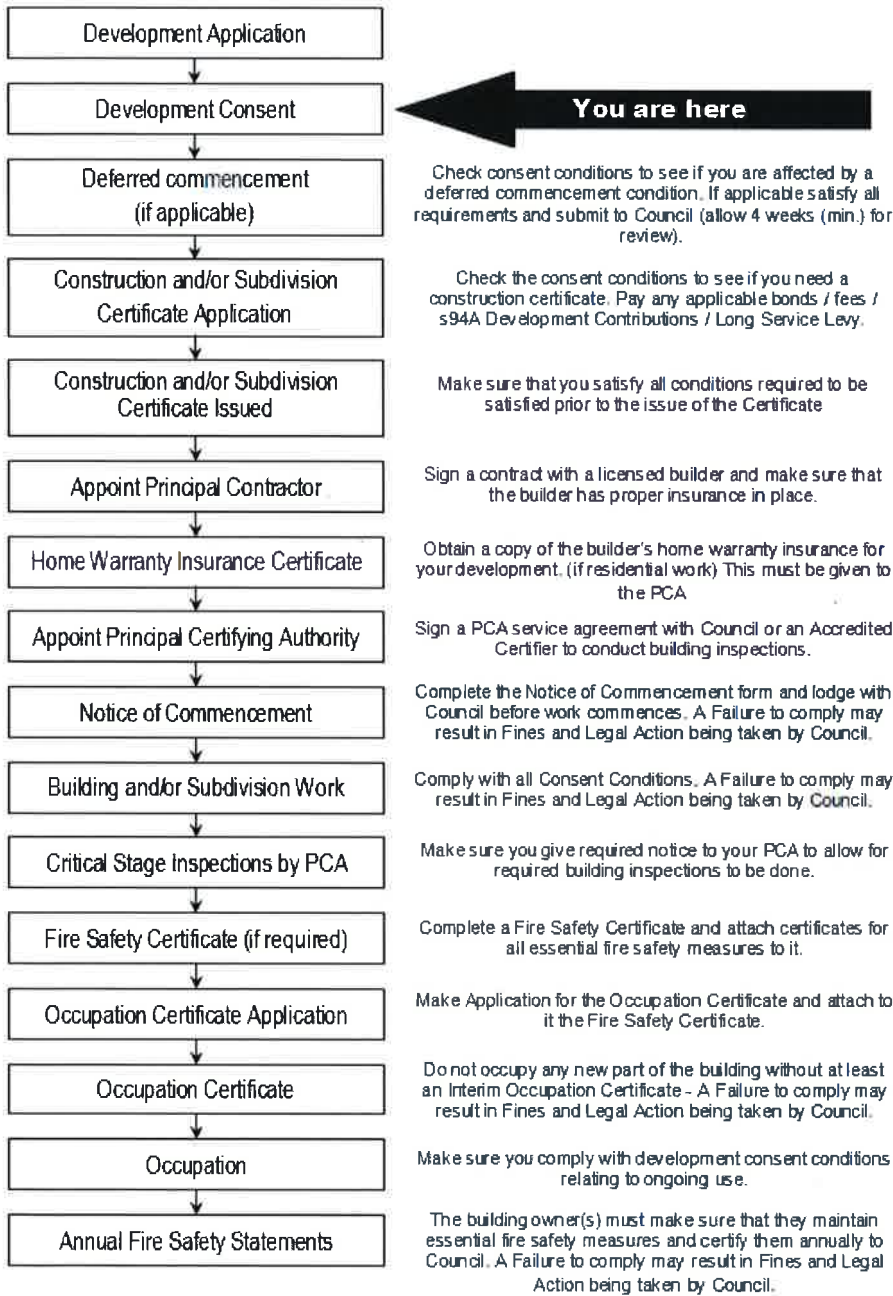 Development Application
Development Consent
You are here
Deferred commencement
(if applicable)
Check consent conditions to see if you are affected by a
deferred commencement condition. If applicable satisfy all
requirements and submit to Council (allow 4 weeks (min.) for
review).
Construction and/or Subdivision
Certificate Application
Check the consent conditions to see if you need a
construction certificate. Pay any applicable bonds / fees /
s94A Development Contributions / Long Service Levy.
Construction and/or Subdivision
Certificate Issued
Make sure that you satisfy all conditions required to be
satisfied prior to the issue of the Certificate
Appoint Principal Contractor
Sign a contract with a licensed builder and make sure that
the builder has proper insurance in place.
Home Warranty Insurance Certificate
Obtain a copy of the builder's home warranty insurance for
your development. (if residential work) This must be given to
the PCA
Appoint Principal Certifying Authority
Sign a PCA service agreement with Council or an Accredited
Certifier to conduct building inspections.
Notice of Commencement
Complete the Notice of Commencement form and lodge with
Council before work commences. A Failure to comply may
result in Fines and Legal Action being taken by Council.
Building and/or Subdivision Work
Comply with all Consent Conditions. A Failure to comply may
result in Fines and Legal Action being taken by Council.
Critical Stage Inspections by PCA
Make sure you give required notice to your PCA to allow for
required building inspections to be done.
Fire Safety Certificate (if required)
Complete a Fire Safety Certificate and attach certificates for
all essential fire safety measures to it.
Occupation Certificate Application
Make Application for the Occupation Certificate and attach to
it the Fire Safety Certificate.
Occupation Certificate
Do not occupy any new part of the building without at least
an Interim Occupation Certificate - A Failure to comply may
result in Fines and Legal Action being taken by Council.
Occupation
Make sure you comply with development consent conditions
relating to ongoing use.
Annual Fire Safety Statements
The building owner(s) must make sure that they maintain
essential fire safety measures and certify them annually to
Council. A Failure to comply may result in Fines and Legal
Action being taken by Council.